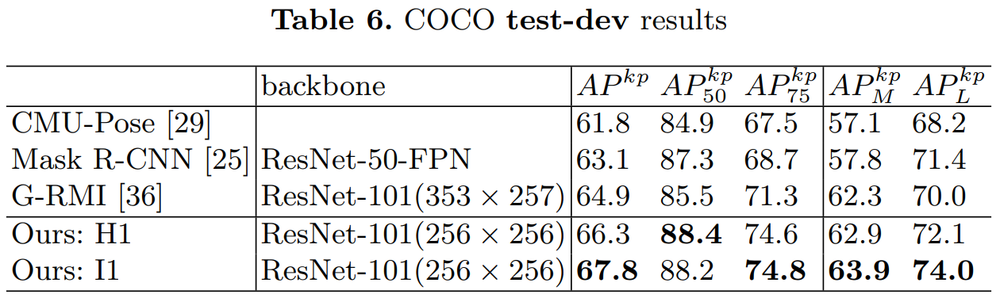 Table 6. COCO test-dev results
backbone AP^{kp} AP^{kp}_{50} AP^{kp}_{75} AP^{kp}_{M} AP^{kp}_{L}
CMU-Pose [29] 61.8 84.9 67.5 57.1 68.2
Mask R-CNN [25] ResNet-50-FPN 63.1 87.3 68.7 57.8 71.4
G-RMI [36] ResNet-101(353 × 257) 64.9 85.5 71.3 62.3 70.0
Ours: H1 ResNet-101(256 × 256) 66.3 88.4 74.6 62.9 72.1
Ours: I1 ResNet-101(256 × 256) 67.8 88.2 74.8 63.9 74.0